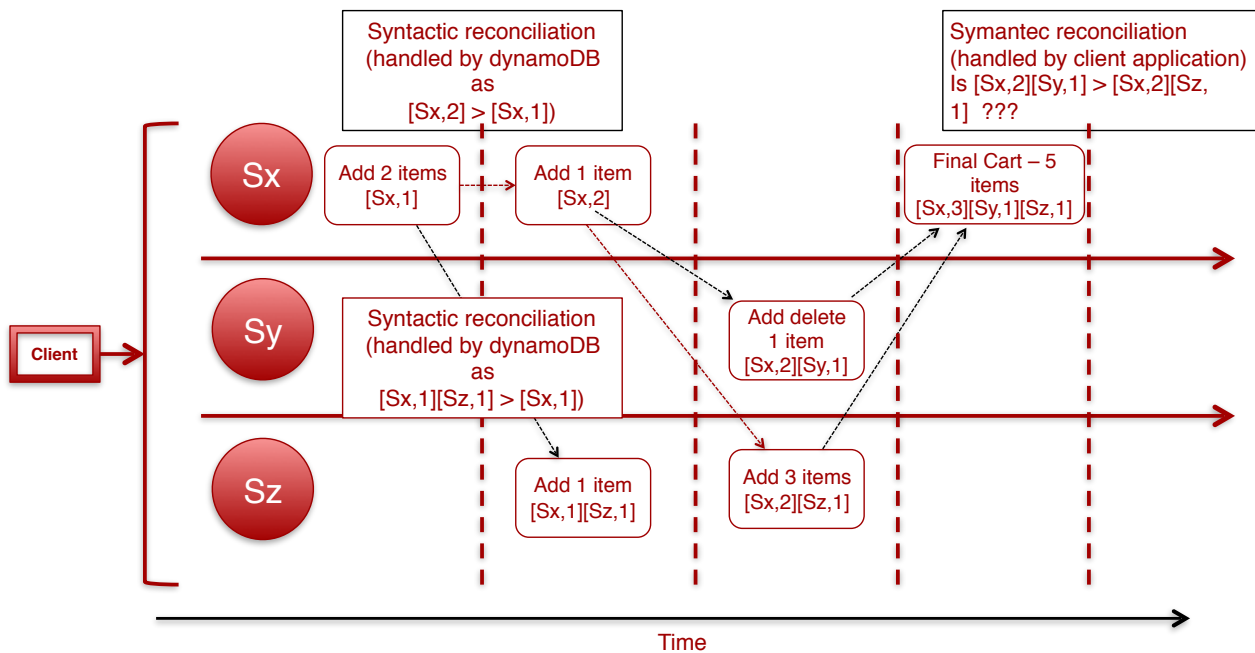 Syntactic reconciliation
(handled by dynamoDB
as
[Sx,2] > [Sx,1])
Symantec reconciliation
(handled by client application)
Is [Sx,2][Sy,1] > [Sx,2][Sz,
1] ???
Sx
Add 2 items
[Sx,1]
Add 1 item
[Sx,2]
Final Cart – 5
items
[Sx,3][Sy,1][Sz,1]
Client
Sy
Syntactic reconciliation
(handled by dynamoDB
as
[Sx,1][Sz,1] > [Sx,1])
Add delete
1 item
[Sx,2][Sy,1]
Sz
Add 1 item
[Sx,1][Sz,1]
Add 3 items
[Sx,2][Sz,1]
Time